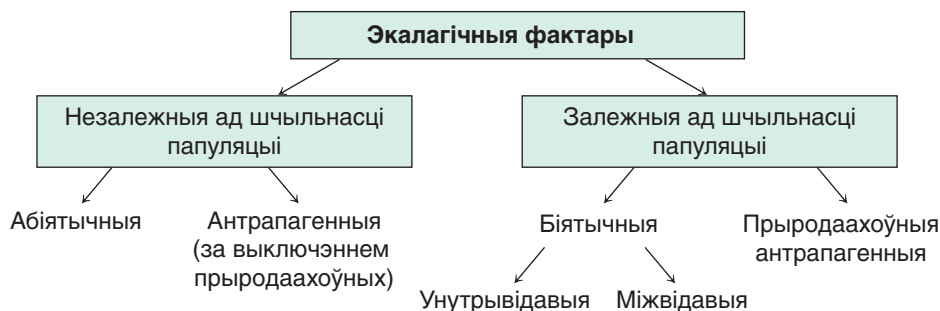 Экалагічныя фактары
Незалежныя ад шчыльнасці
папуляцыі
Залежныя ад шчыльнасці
папуляцыі
Абіятычныя
Антрапагенныя
(за выключэннем
прыродаахоўных)
Біятычныя
Прыродаахоўныя
антрапагенныя
Унутрывідавыя
Міжвідавыя